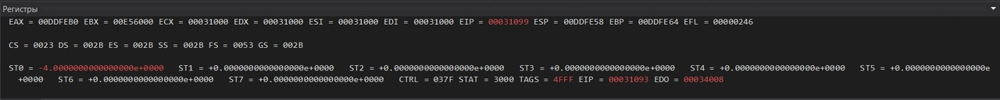 Регистры
EAX = 00DDFEB0 EBX = 00E56000 ECX = 00031000 EDX = 00031000 ESI = 00031000 EDI = 00031000 EIP = 00031099 ESP = 00DDFE58 EBP = 00DDFE64 EFL = 00000246
CS = 0023 DS = 002B ES = 002B SS = 002B FS = 0053 GS = 002B
ST0 = -4.0000000000000000e+0000 ST1 = +0.0000000000000000e+0000 ST2 = +0.0000000000000000e+0000 ST3 = +0.0000000000000000e+0000 ST4 = +0.0000000000000000e+0000 ST5 = +0.0000000000000000e
+0000 ST6 = +0.0000000000000000e+0000 ST7 = +0.0000000000000000e+0000 CTRL = 037F STAT = 3000 TAGS = 4FFF EIP = 00031093 EDO = 00034008